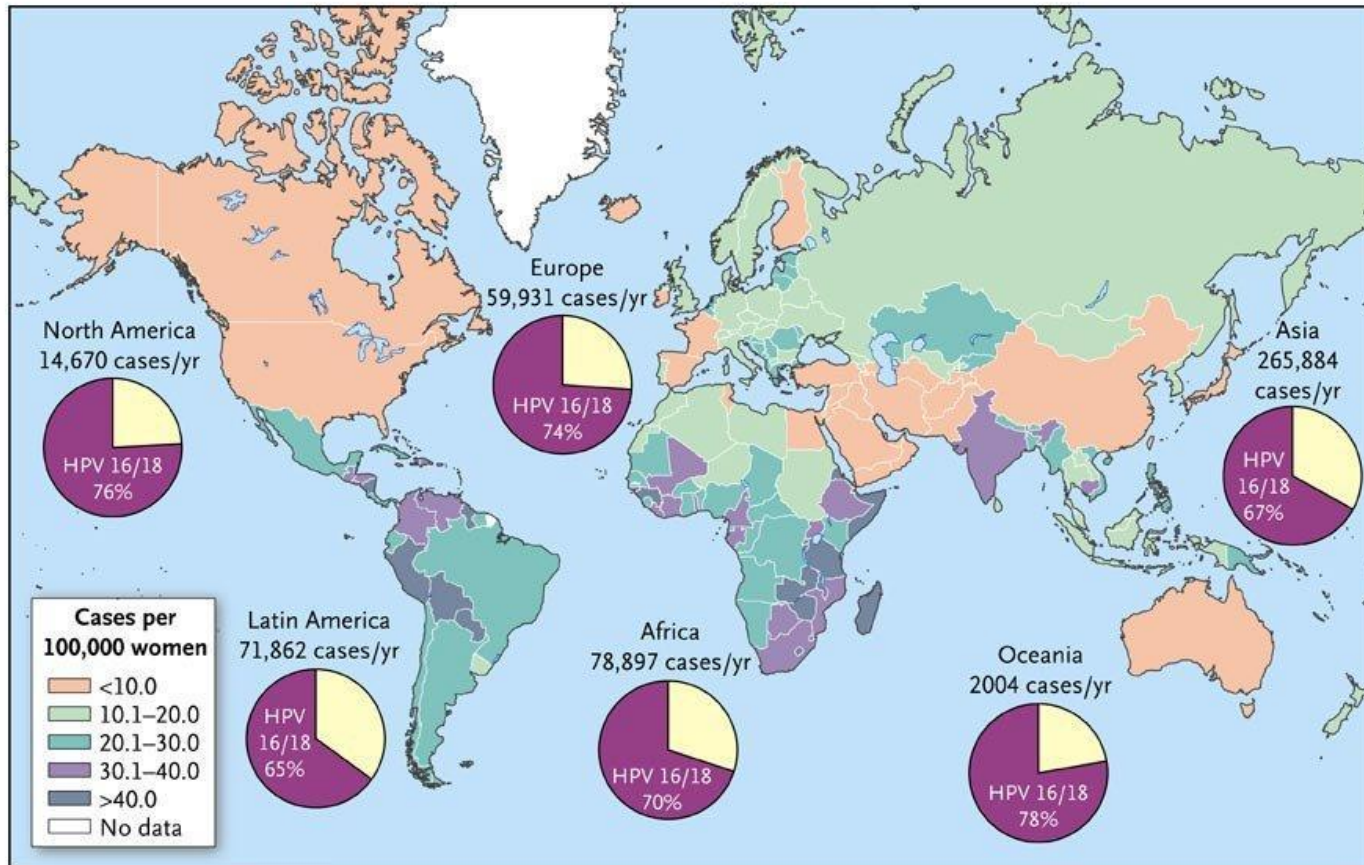 North America
14,670 cases/yr
HPV 16/18
76%
Europe
59,931 cases/yr
HPV 16/18
74%
Asia
265,884
cases/yr
HPV
16/18
67%
Latin America
71,862 cases/yr
HPV
16/18
65%
Africa
78,897 cases/yr
HPV 16/18
70%
Oceania
2004 cases/yr
HPV 16/18
78%
Cases per
100,000 women
<10.0
10.1–20.0
20.1–30.0
30.1–40.0
>40.0
No data